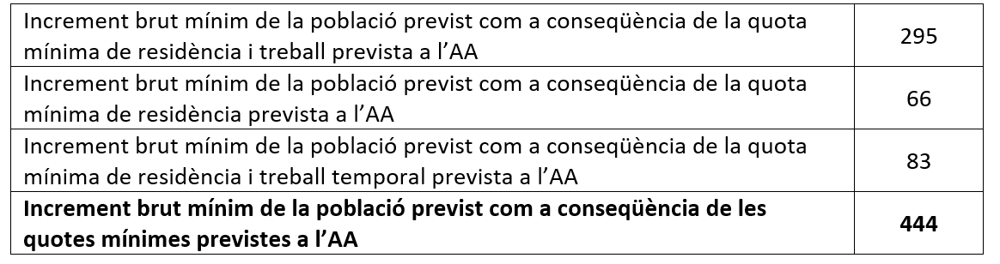 Increment brut mínim de la població previst com a conseqüència de la quota
mínima de residència i treball prevista a l’AA
295
Increment brut mínim de la població previst com a conseqüència de la quota
mínima de residència prevista a l’AA
66
Increment brut mínim de la població previst com a conseqüència de la quota
mínima de residència i treball temporal prevista a l’AA
83
Increment brut mínim de la població previst com a conseqüència de les
quotes mínimes previstes a l’AA
444